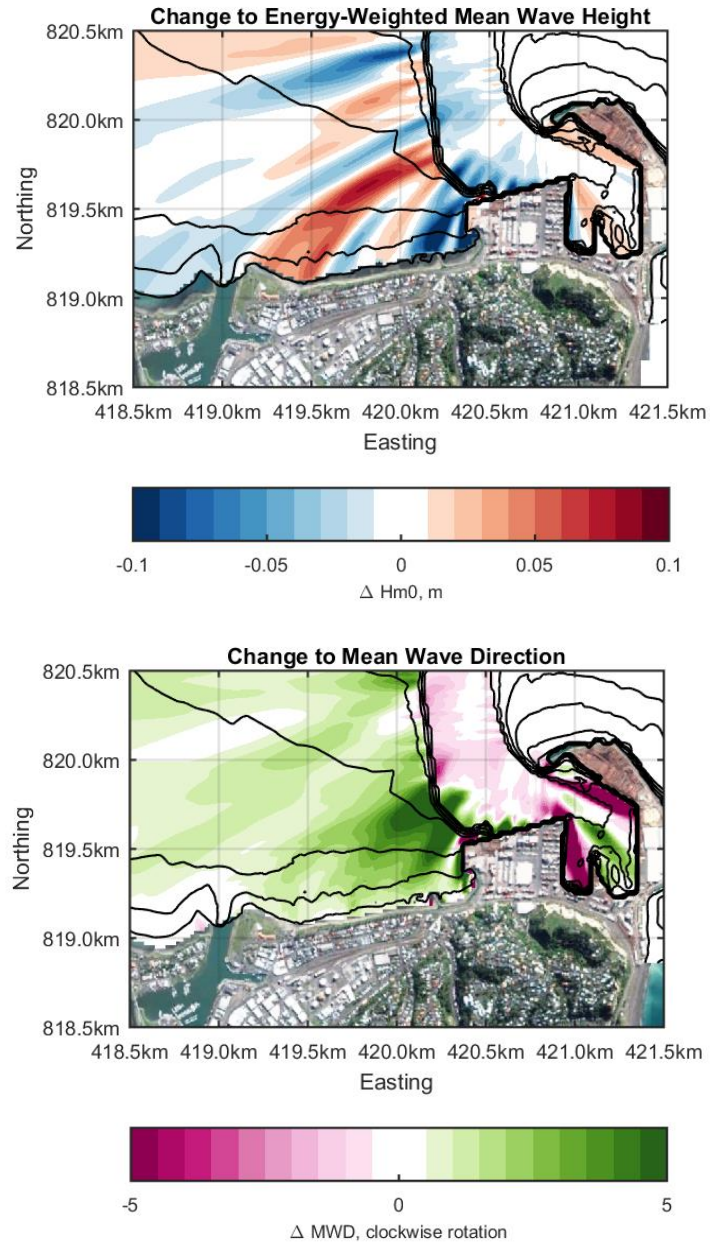 Change to Energy-Weighted Mean Wave Height
820.5km
820.0km
819.5km
819.0km
818.5km
Northing
418.5km 419.0km 419.5km 420.0km 420.5km 421.0km 421.5km
Easting
-0.1 -0.05 0 0.05 0.1
Δ Hm0, m
Change to Mean Wave Direction
820.5km
820.0km
819.5km
819.0km
818.5km
Northing
418.5km 419.0km 419.5km 420.0km 420.5km 421.0km 421.5km
Easting
-5 0 5
Δ MWD, clockwise rotation